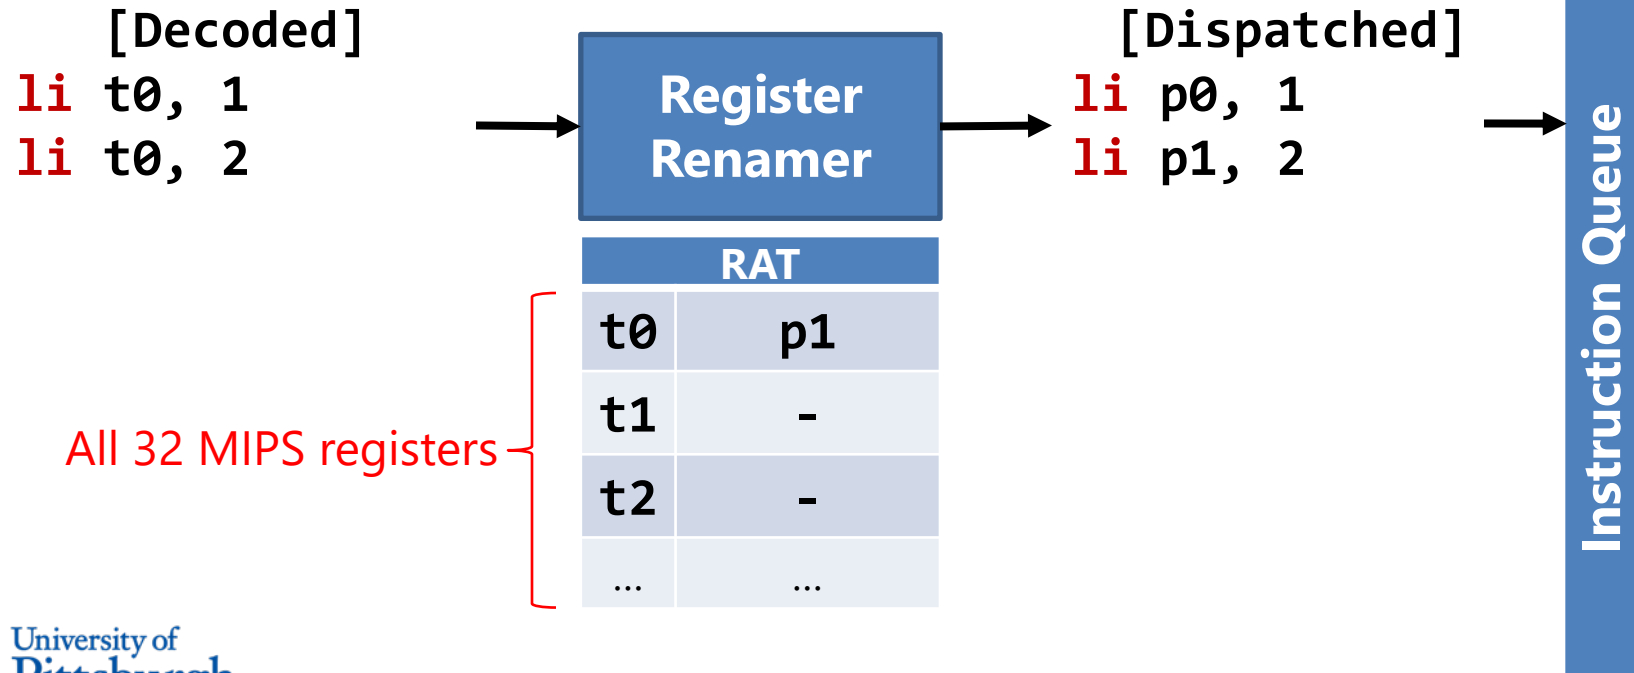 [Decoded]
li t0, 1
li t0, 2
Register
Renamer
[Dispatched]
li p0, 1
li p1, 2
Instruction Queue
RAT
t0 p1
t1 -
t2 -
... ...
All 32 MIPS registers
University of
Pittsburgh